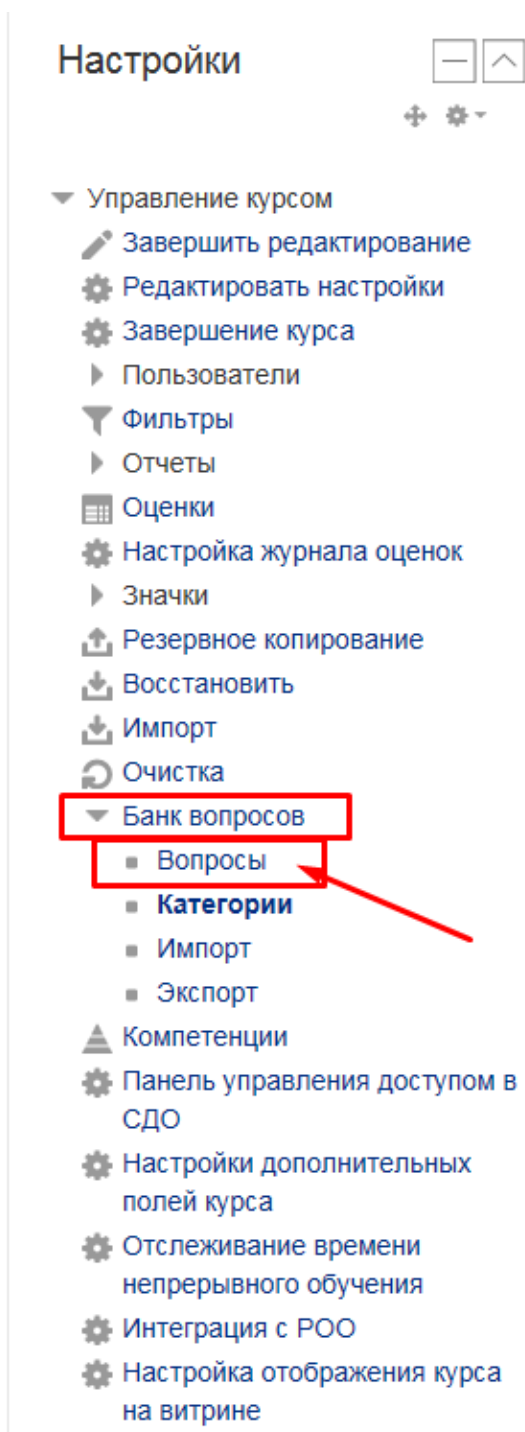 Настройки
Управление курсом
Завершить редактирование
Редактировать настройки
Завершение курса
Пользователи
Фильтры
Отчеты
Оценки
Настройка журнала оценок
Значки
Резервное копирование
Восстановить
Импорт
Очистка
Банк вопросов
Вопросы
Категории
Импорт
Экспорт
Компетенции
Панель управления доступом в
СДО
Настройки дополнительных
полей курса
Отслеживание времени
непрерывного обучения
Интеграция с РОО
Настройка отображения курса
на витрине